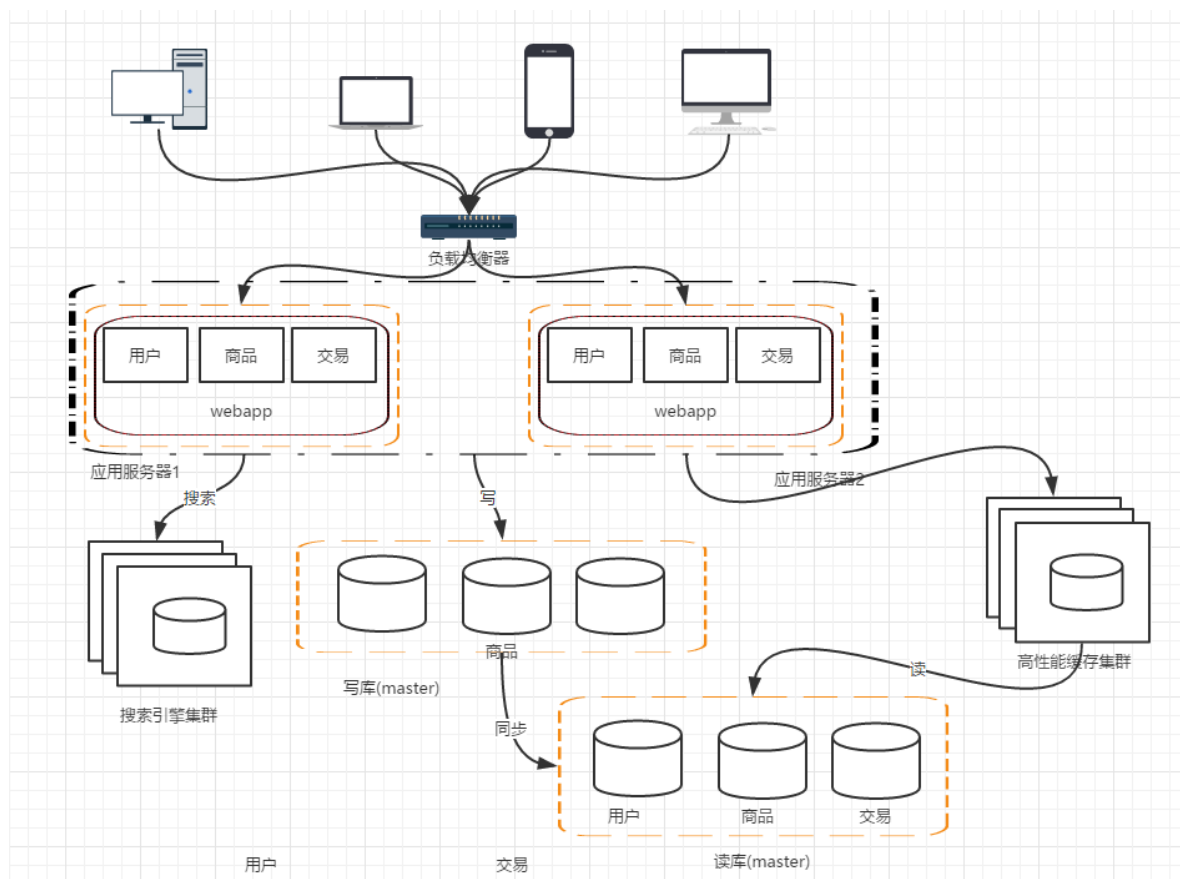 负载均衡器
用户
商品
交易
webapp
用户
商品
交易
webapp
应用服务器1
应用服务器2
搜索
写
商品
高性能缓存集群
读
写库(master)
搜索引擎集群
同步
用户
商品
交易
用户
交易
读库(master)